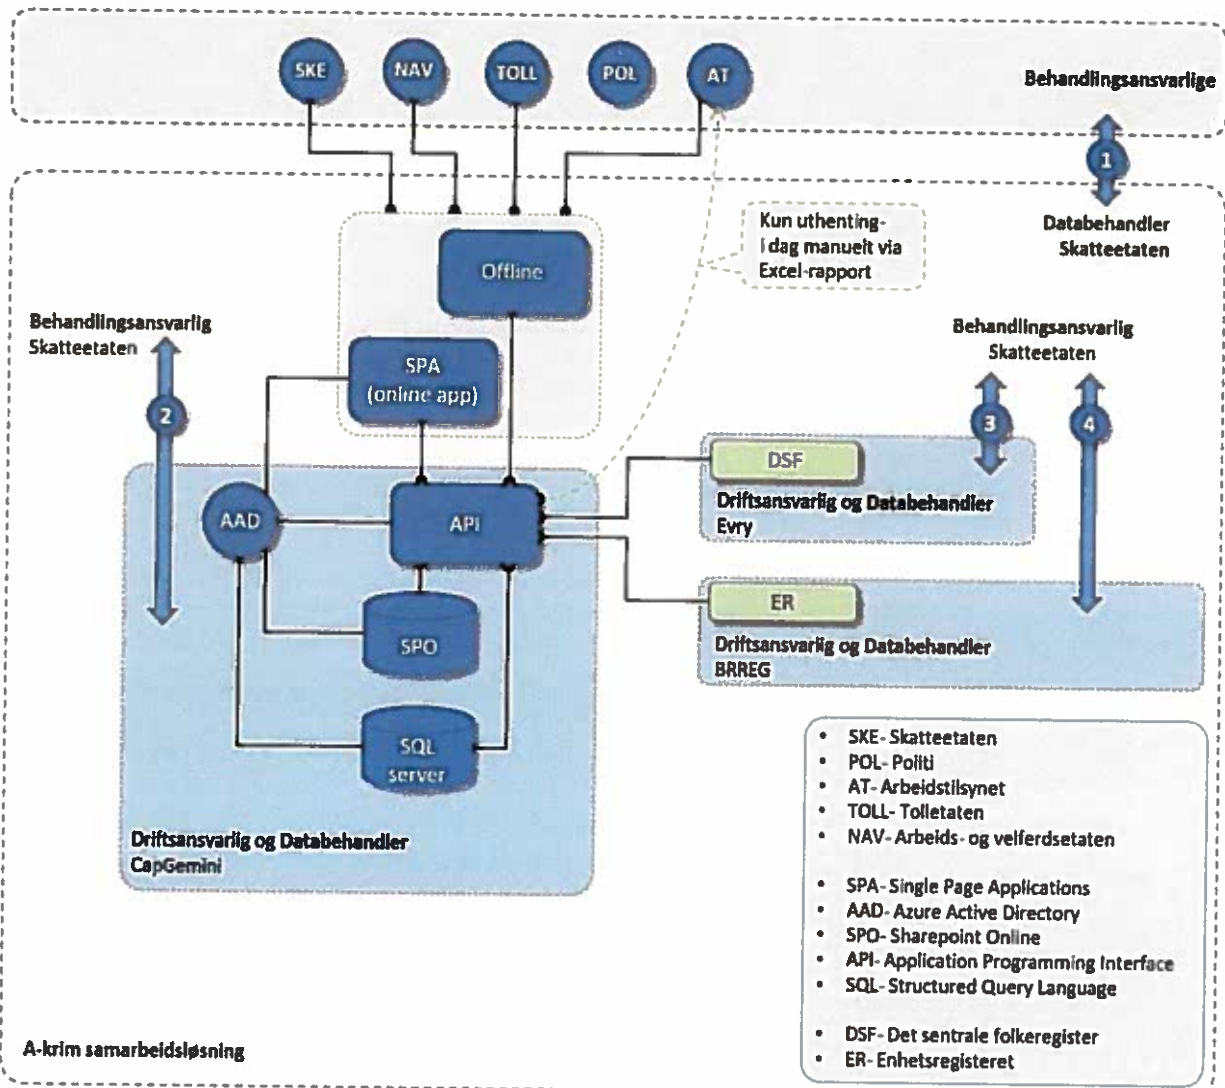 SKE
NAV
TOLL
POL
AT
Behandlingsansvarlige
1
Databehandler
Skatteetaten
Kun uthenting-
i dag manuelt via
Excel-rapport
Offline
Behandlingsansvarlig
Skatteetaten
2
SPA
(online app)
Behandlingsansvarlig
Skatteetaten
3
4
DSF
Driftsansvarlig og Databehandler
Evry
AAD
API
ER
Driftsansvarlig og Databehandler
BRREG
SPO
SQL
server
Driftsansvarlig og Databehandler
CapGemini
• SKE- Skatteetaten
• POL- Politi
• AT- Arbeidstilsynet
• TOLL- Tolletaten
• NAV- Arbeids- og velferdsetaten
• SPA- Single Page Applications
• AAD- Azure Active Directory
• SPO- Sharepoint Online
• API- Application Programming Interface
• SQL- Structured Query Language
• DSF- Det sentrale folkeregister
• ER- Enhetsregisteret
A-krim samarbeidsløsning